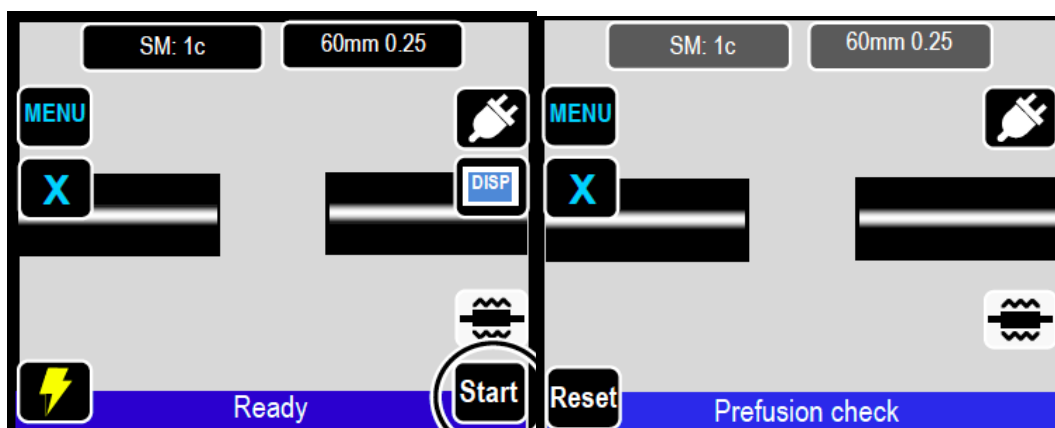 SM: 1c
60mm 0.25
MENU
X
DISP
Start
Ready
SM: 1c
60mm 0.25
MENU
X
Reset
Prefusion check